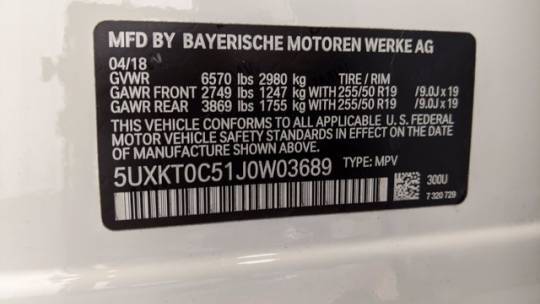 MFD BY BAYERISCHE MOTOREN WERKE AG
04/18
GVWR 6570 lbs 2980 kg TIRE / RIM
GAWR FRONT 2749 lbs 1247 kg WITH 255/50 R19 /9.0J x 19
GAWR REAR 3869 lbs 1755 kg WITH 255/50 R19 /9.0J x 19
THIS VEHICLE CONFORMS TO ALL APPLICABLE U. S. FEDERAL
MOTOR VEHICLE SAFETY STANDARDS IN EFFECT ON THE DATE
OF MANUFACTURE SHOWN ABOVE.
5UXKT0C51J0W03689 TYPE: MPV
300U
7 320 729